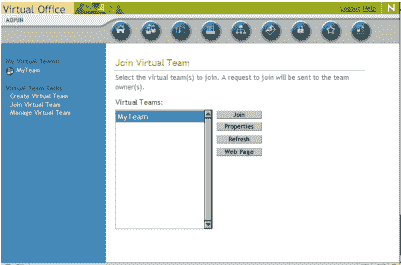 Virtual Office
Logout Help
N
ADMIN
My Virtual Teams
MyTeam
Virtual Team Tasks
Create Virtual Team
Join Virtual Team
Manage Virtual Team
Join Virtual Team
Select the virtual team(s) to join. A request to join will be sent to the team
owner(s).
Virtual Teams:
MyTeam
Join
Properties
Refresh
Web Page